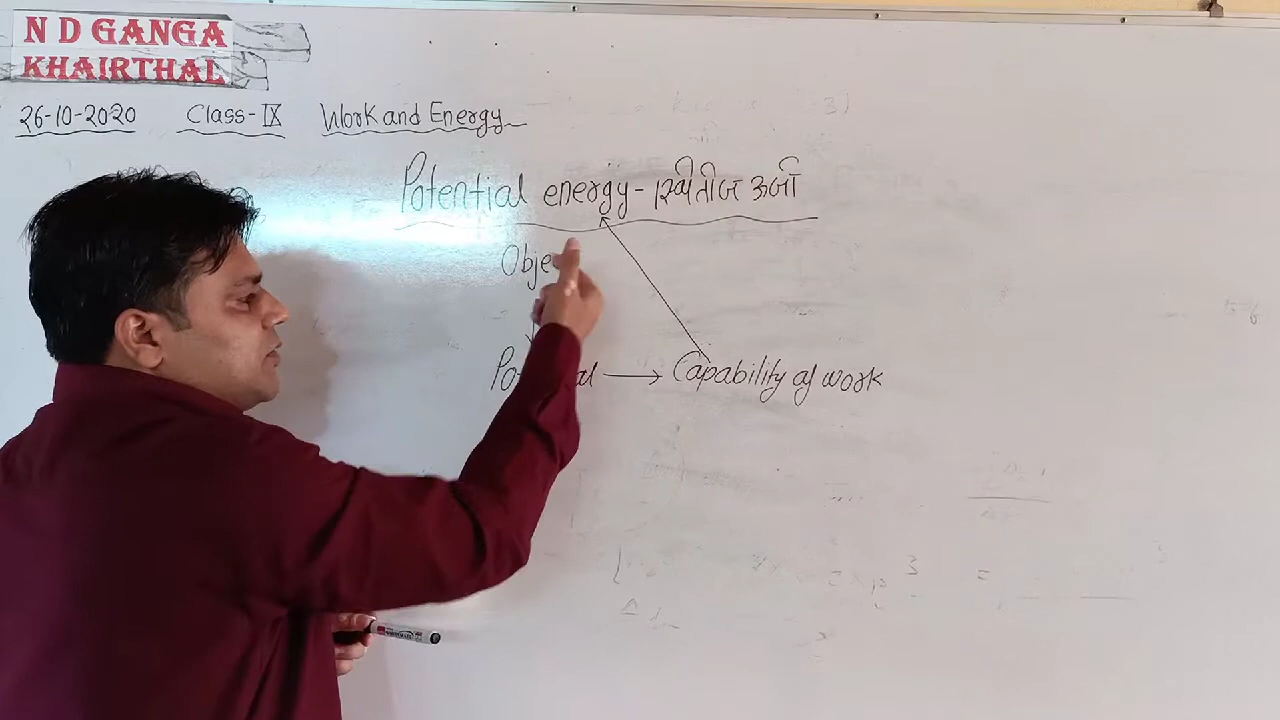 N D GANGA
KHAIRTHAL
26-10-2020 Class-IX Work and Energy
Potential energy - स्थितीज ऊर्जा
Capability of work